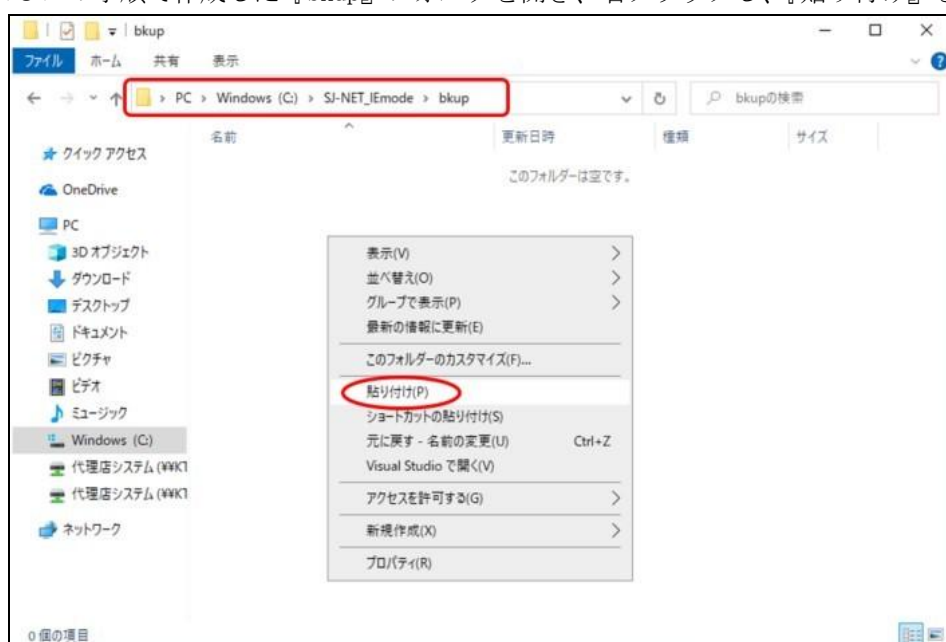 bkup
ファイル ホーム 共有 表示
PC › Windows (C:) › SJ-NET_IEmode › bkup
bkupの検索
名前 更新日時 種類 サイズ
このフォルダーは空です。
クイック アクセス
OneDrive
PC
3D オブジェクト
ダウンロード
デスクトップ
ドキュメント
ピクチャ
ビデオ
ミュージック
Windows (C:)
代理店システム (¥¥KT
代理店システム (¥¥KT
ネットワーク
表示(V)
並べ替え(O)
グループで表示(P)
最新の情報に更新(E)
このフォルダーのカスタマイズ(F)...
貼り付け(P)
ショートカットの貼り付け(S)
元に戻す - 名前の変更(U) Ctrl+Z
Visual Studio で開く(V)
アクセスを許可する(G)
新規作成(X)
プロパティ(R)
0 個の項目